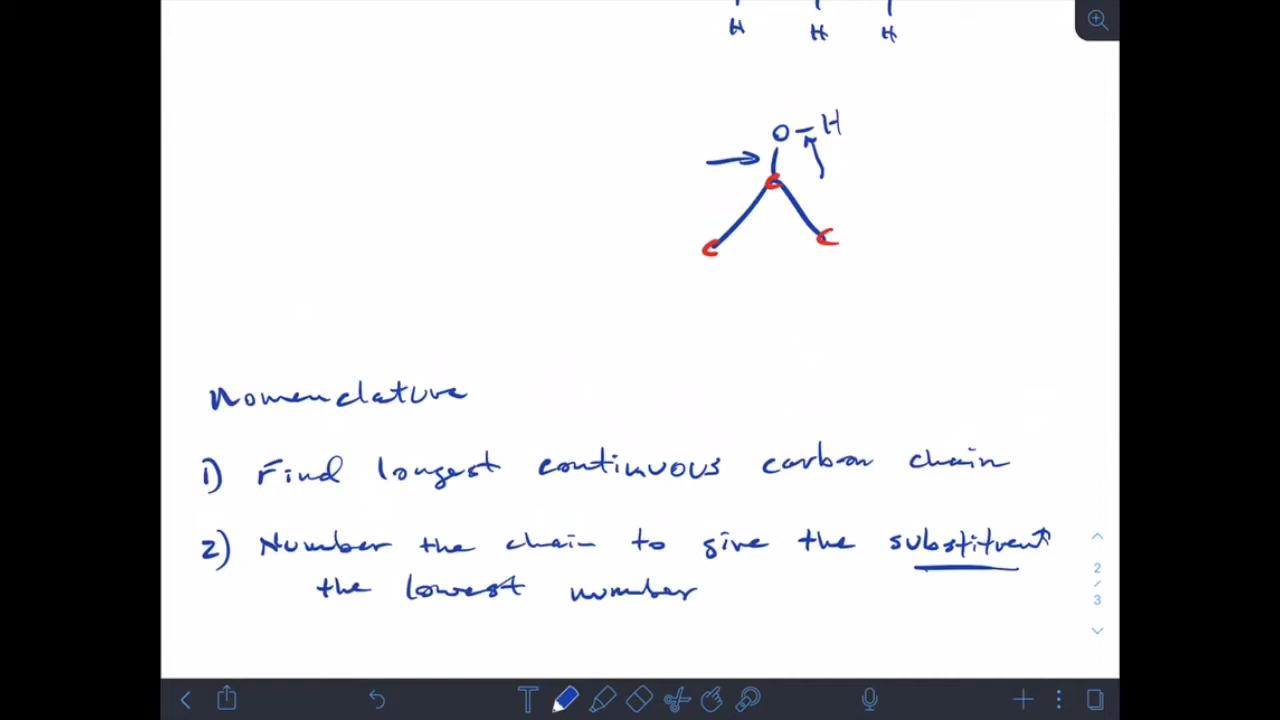 H H H
O-H
C
C C
Nomenclature
1) Find longest continuous carbon chain
2) Number the chain to give the substituent
the lowest number
2
/
3
T